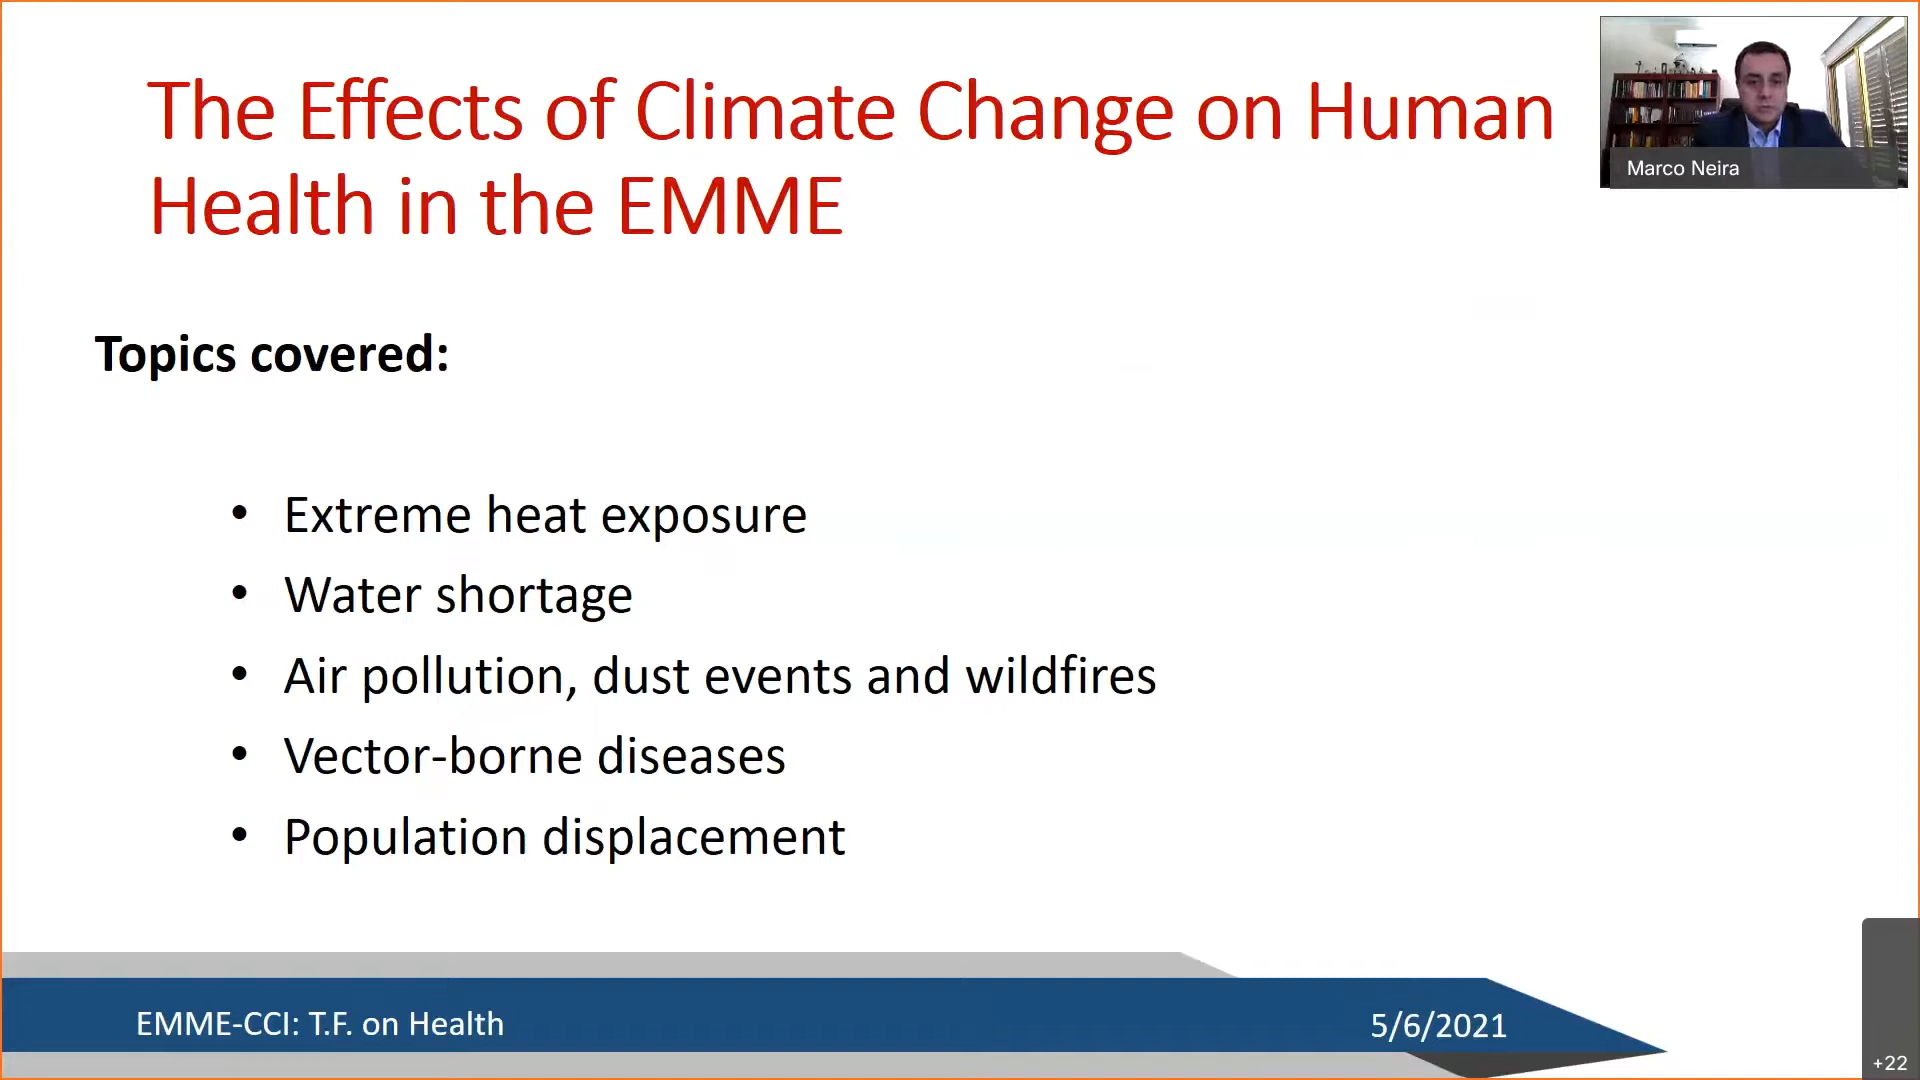 The Effects of Climate Change on Human
Health in the EMME
Marco Neira
Topics covered:
• Extreme heat exposure
• Water shortage
• Air pollution, dust events and wildfires
• Vector-borne diseases
• Population displacement
EMME-CCI: T.F. on Health
5/6/2021
+22